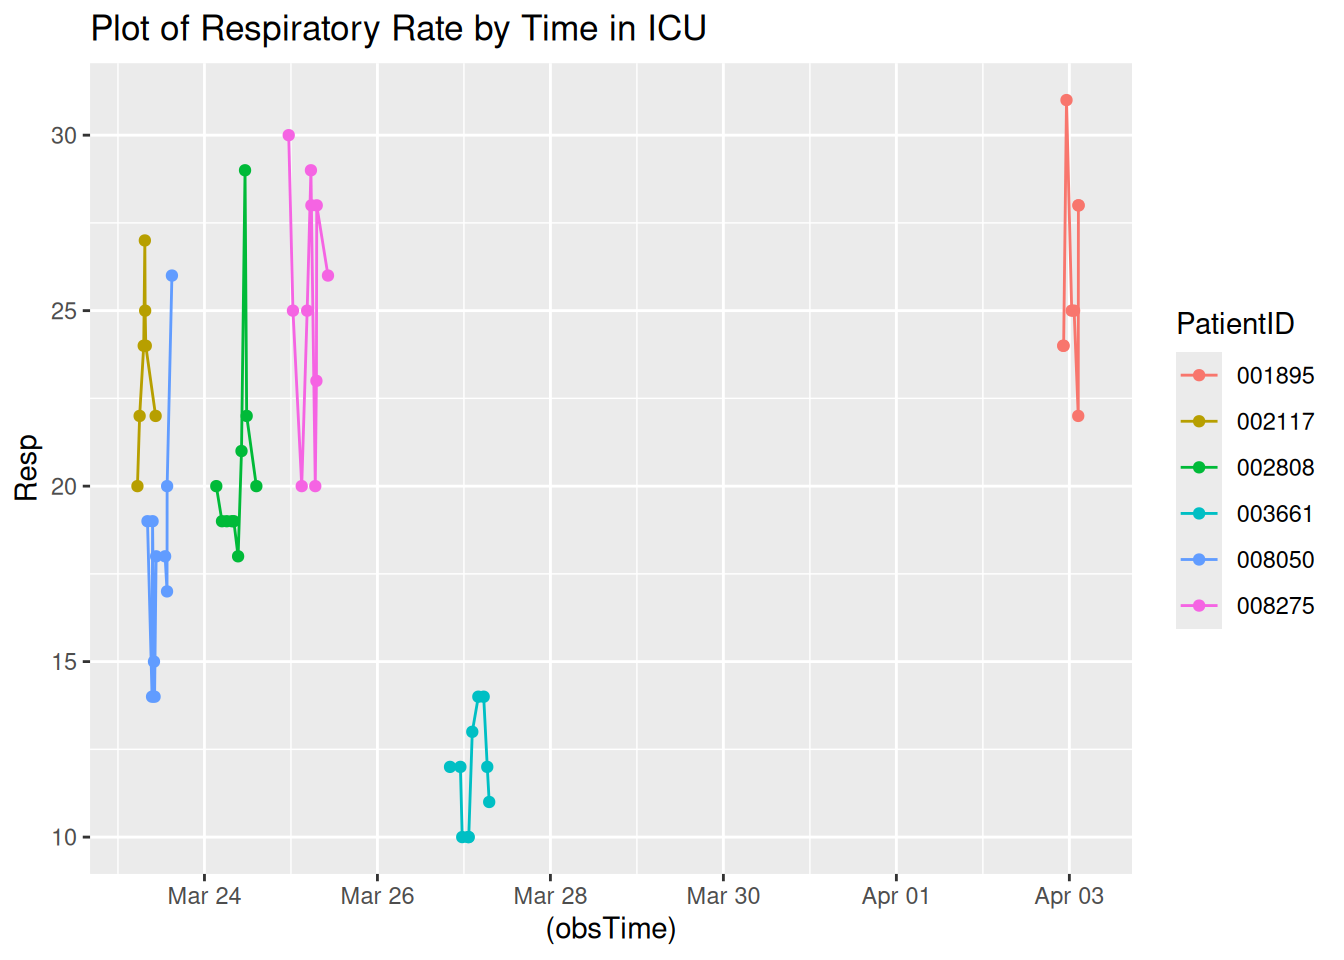 Plot of Respiratory Rate by Time in ICU
Resp
30
25
20
15
10
Mar 24 Mar 26 Mar 28 Mar 30 Apr 01 Apr 03
(obsTime)
PatientID
001895
002117
002808
003661
008050
008275